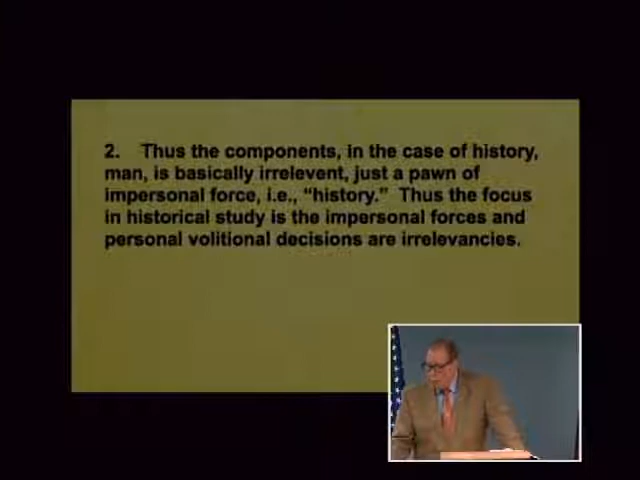 2. Thus the components, in the case of history,
man, is basically irrelevent, just a pawn of
impersonal force, i.e., "history." Thus the focus
in historical study is the impersonal forces and
personal volitional decisions are irrelevancies.